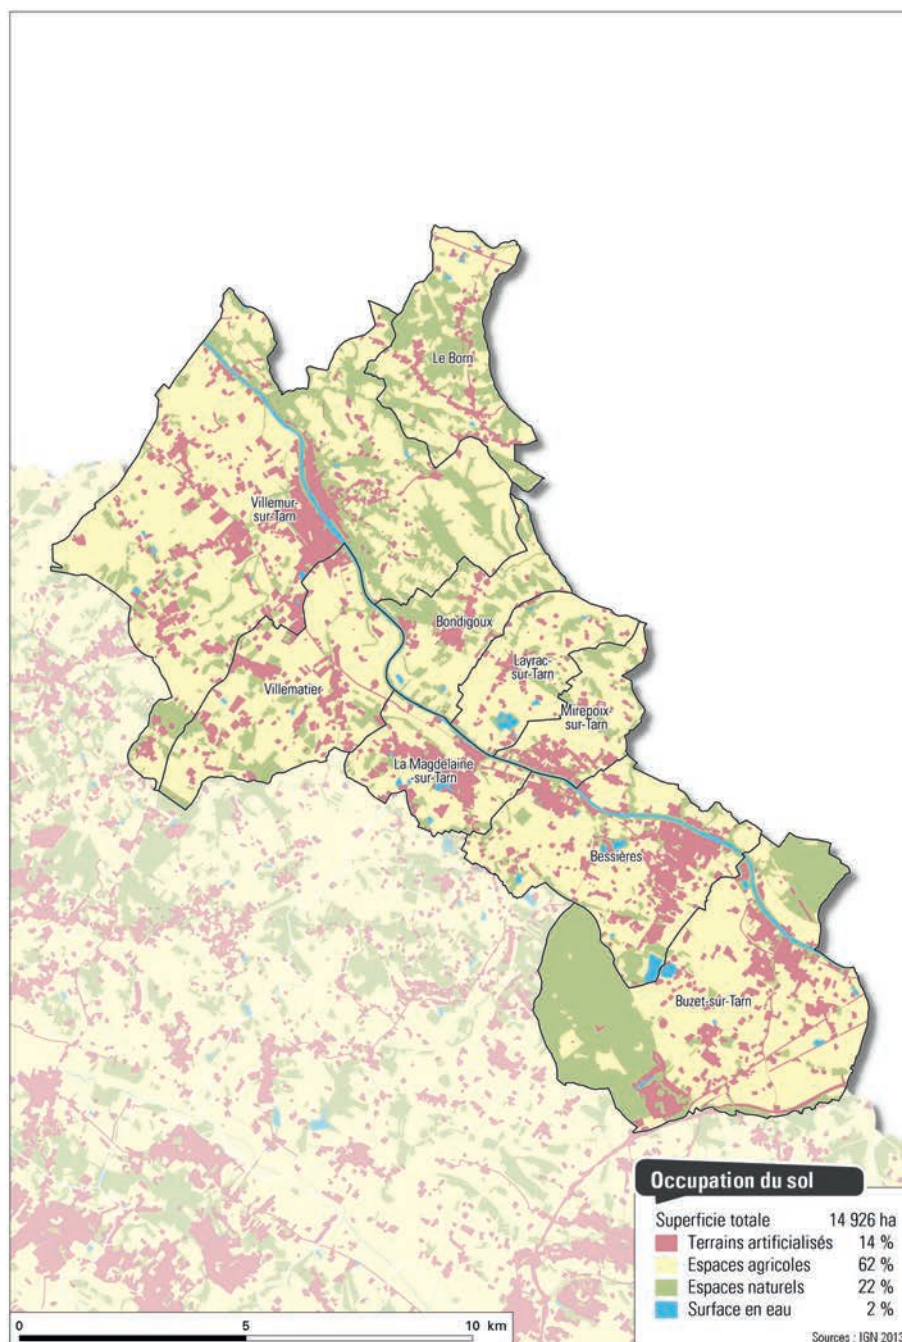 Le Born
Villemur-
sur-Tarn
Bondigoux
Layrac-
sur-Tarn
Villematier
Mirepoix-
sur-Tarn
La Magdelaine
-sur-Tarn
Bessières
Buzet-sur-Tarn
Occupation du sol
Superficie totale 14 926 ha
Terrains artificialisés 14 %
Espaces agricoles 62 %
Espaces naturels 22 %
Surface en eau 2 %
0 5 10 km
Sources : IGN 2013